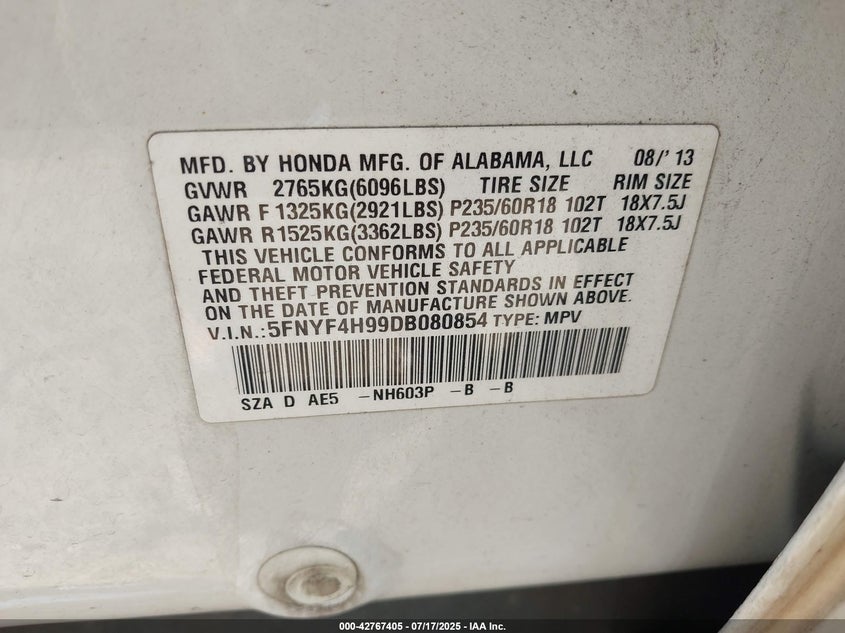 MFD. BY HONDA MFG. OF ALABAMA, LLC 08/' 13
GVWR 2765KG(6096LBS) TIRE SIZE RIM SIZE
GAWR F 1325KG(2921LBS) P235/60R18 102T 18X7.5J
GAWR R1525KG(3362LBS) P235/60R18 102T 18X7.5J
THIS VEHICLE CONFORMS TO ALL APPLICABLE
FEDERAL MOTOR VEHICLE SAFETY
AND THEFT PREVENTION STANDARDS IN EFFECT
ON THE DATE OF MANUFACTURE SHOWN ABOVE.
V.I.N.:5FNYF4H99DB080854 TYPE: MPV
SZA D AE5 -NH603P -B -B
000-42767405 - 07/17/2025 - IAA Inc.